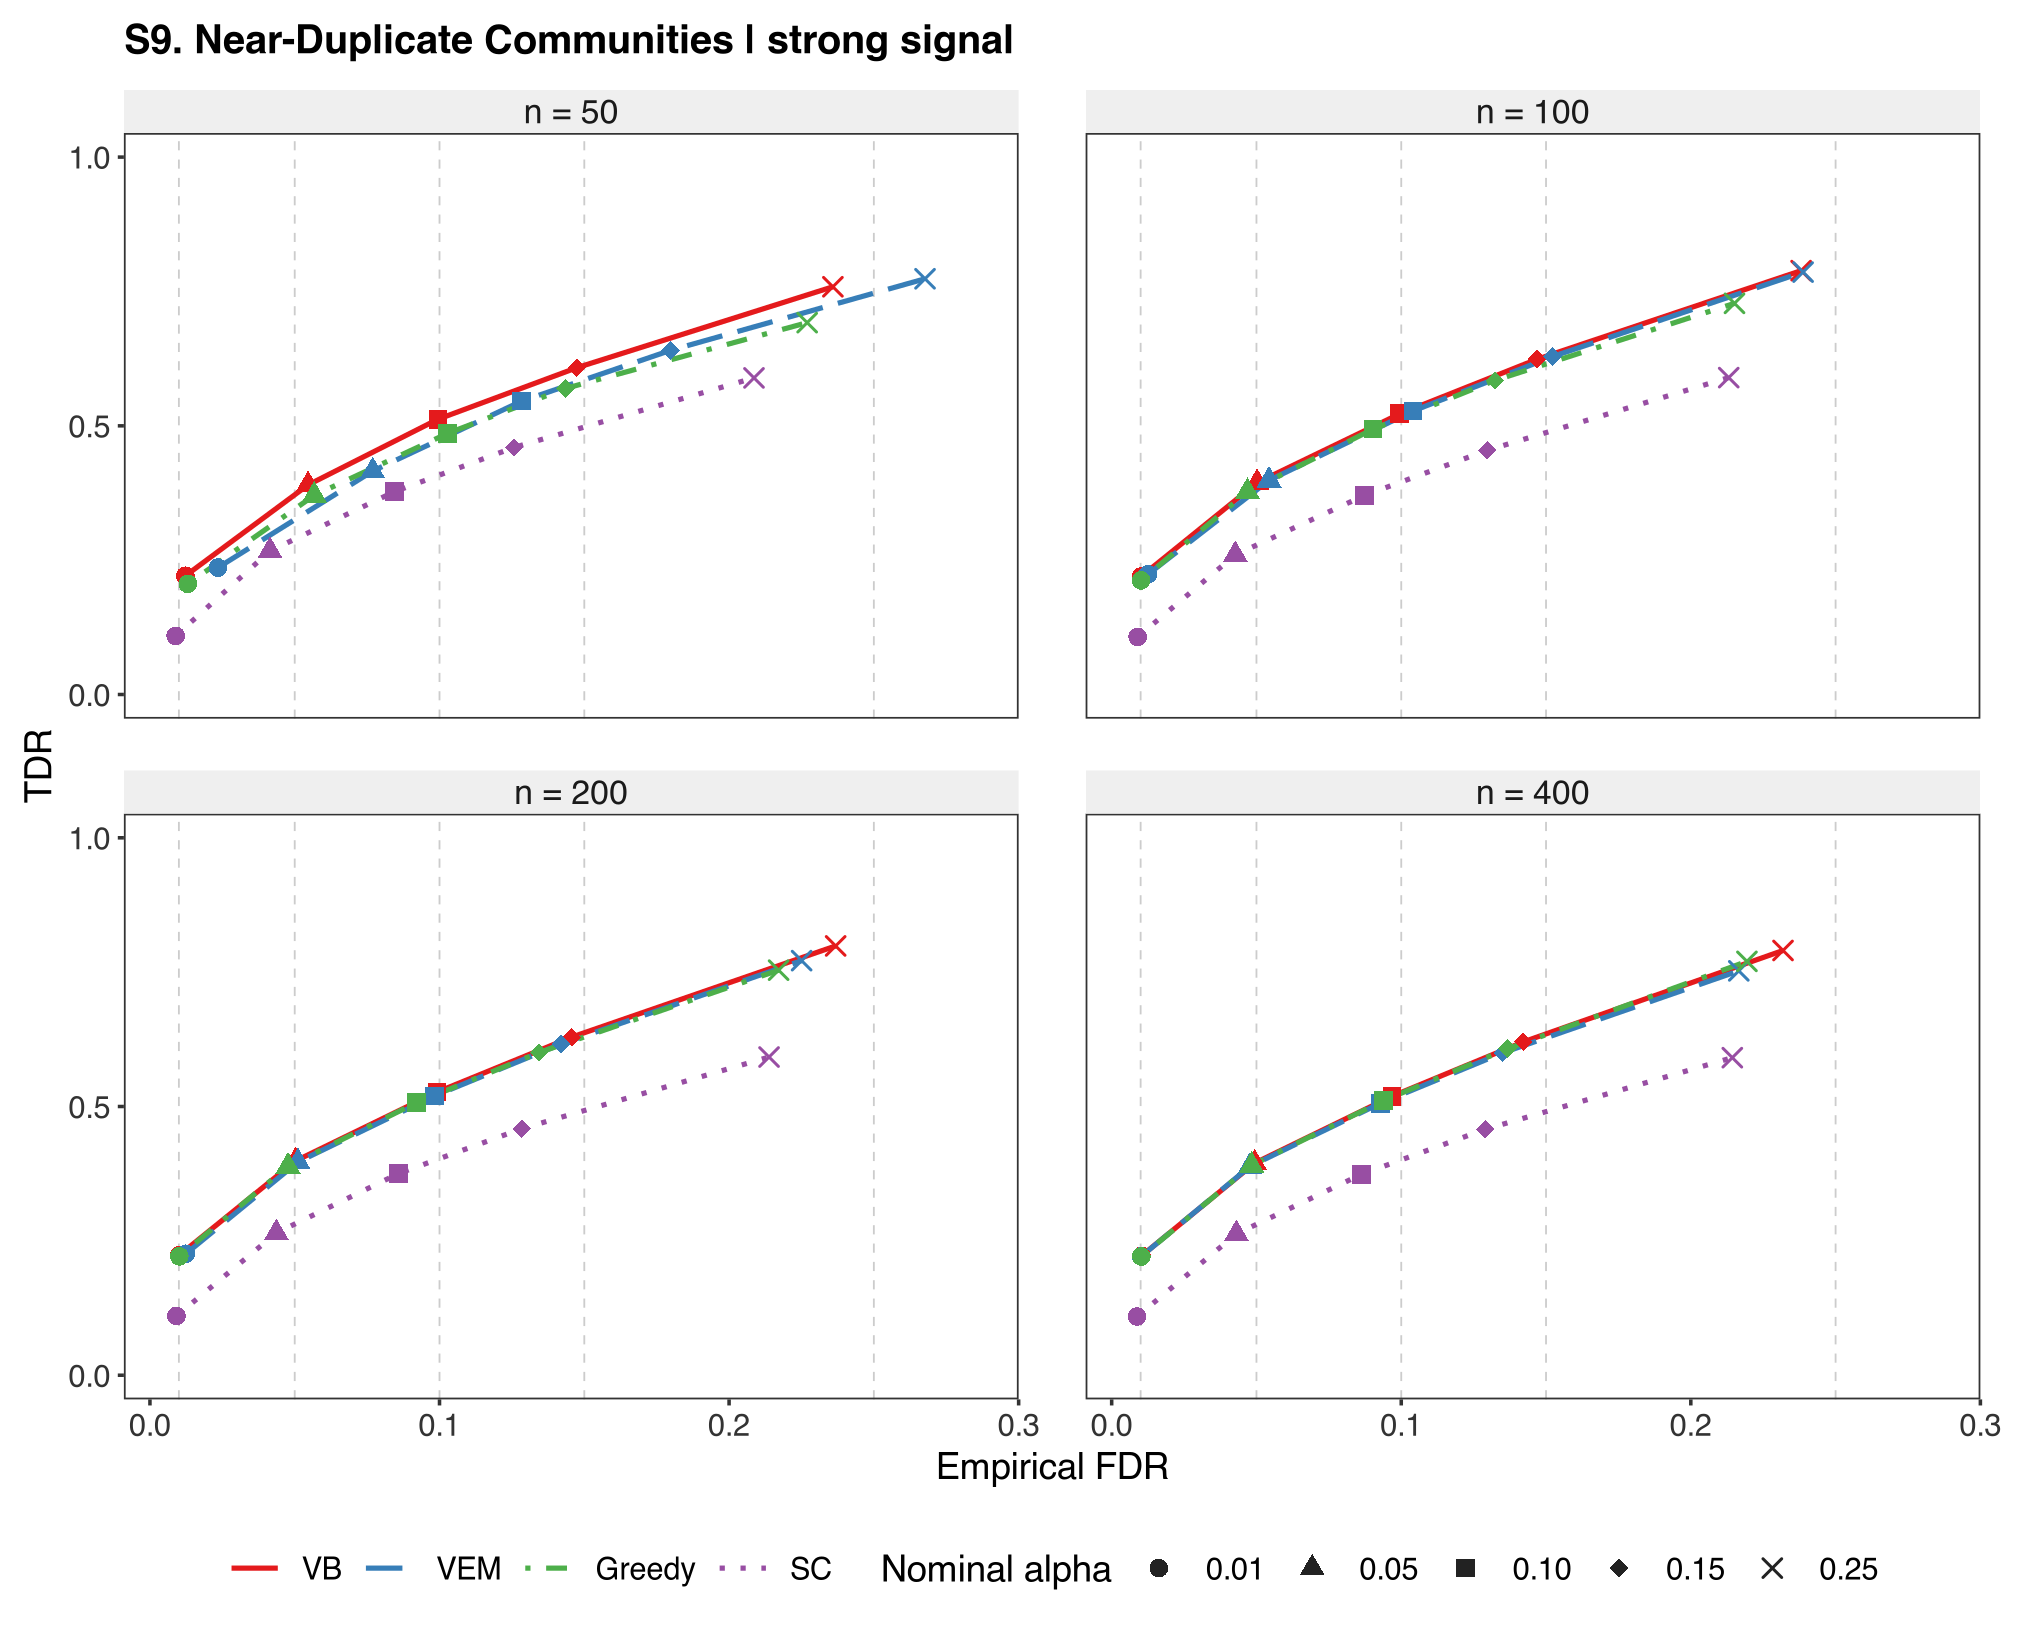 S9. Near-Duplicate Communities | strong signal
n = 50
n = 100
1.0
0.5
0.0
TDR
n = 200
n = 400
1.0
0.5
0.0
0.0 0.1 0.2 0.3 0.0 0.1 0.2 0.3
Empirical FDR
VB VEM Greedy SC Nominal alpha 0.01 0.05 0.10 0.15 0.25